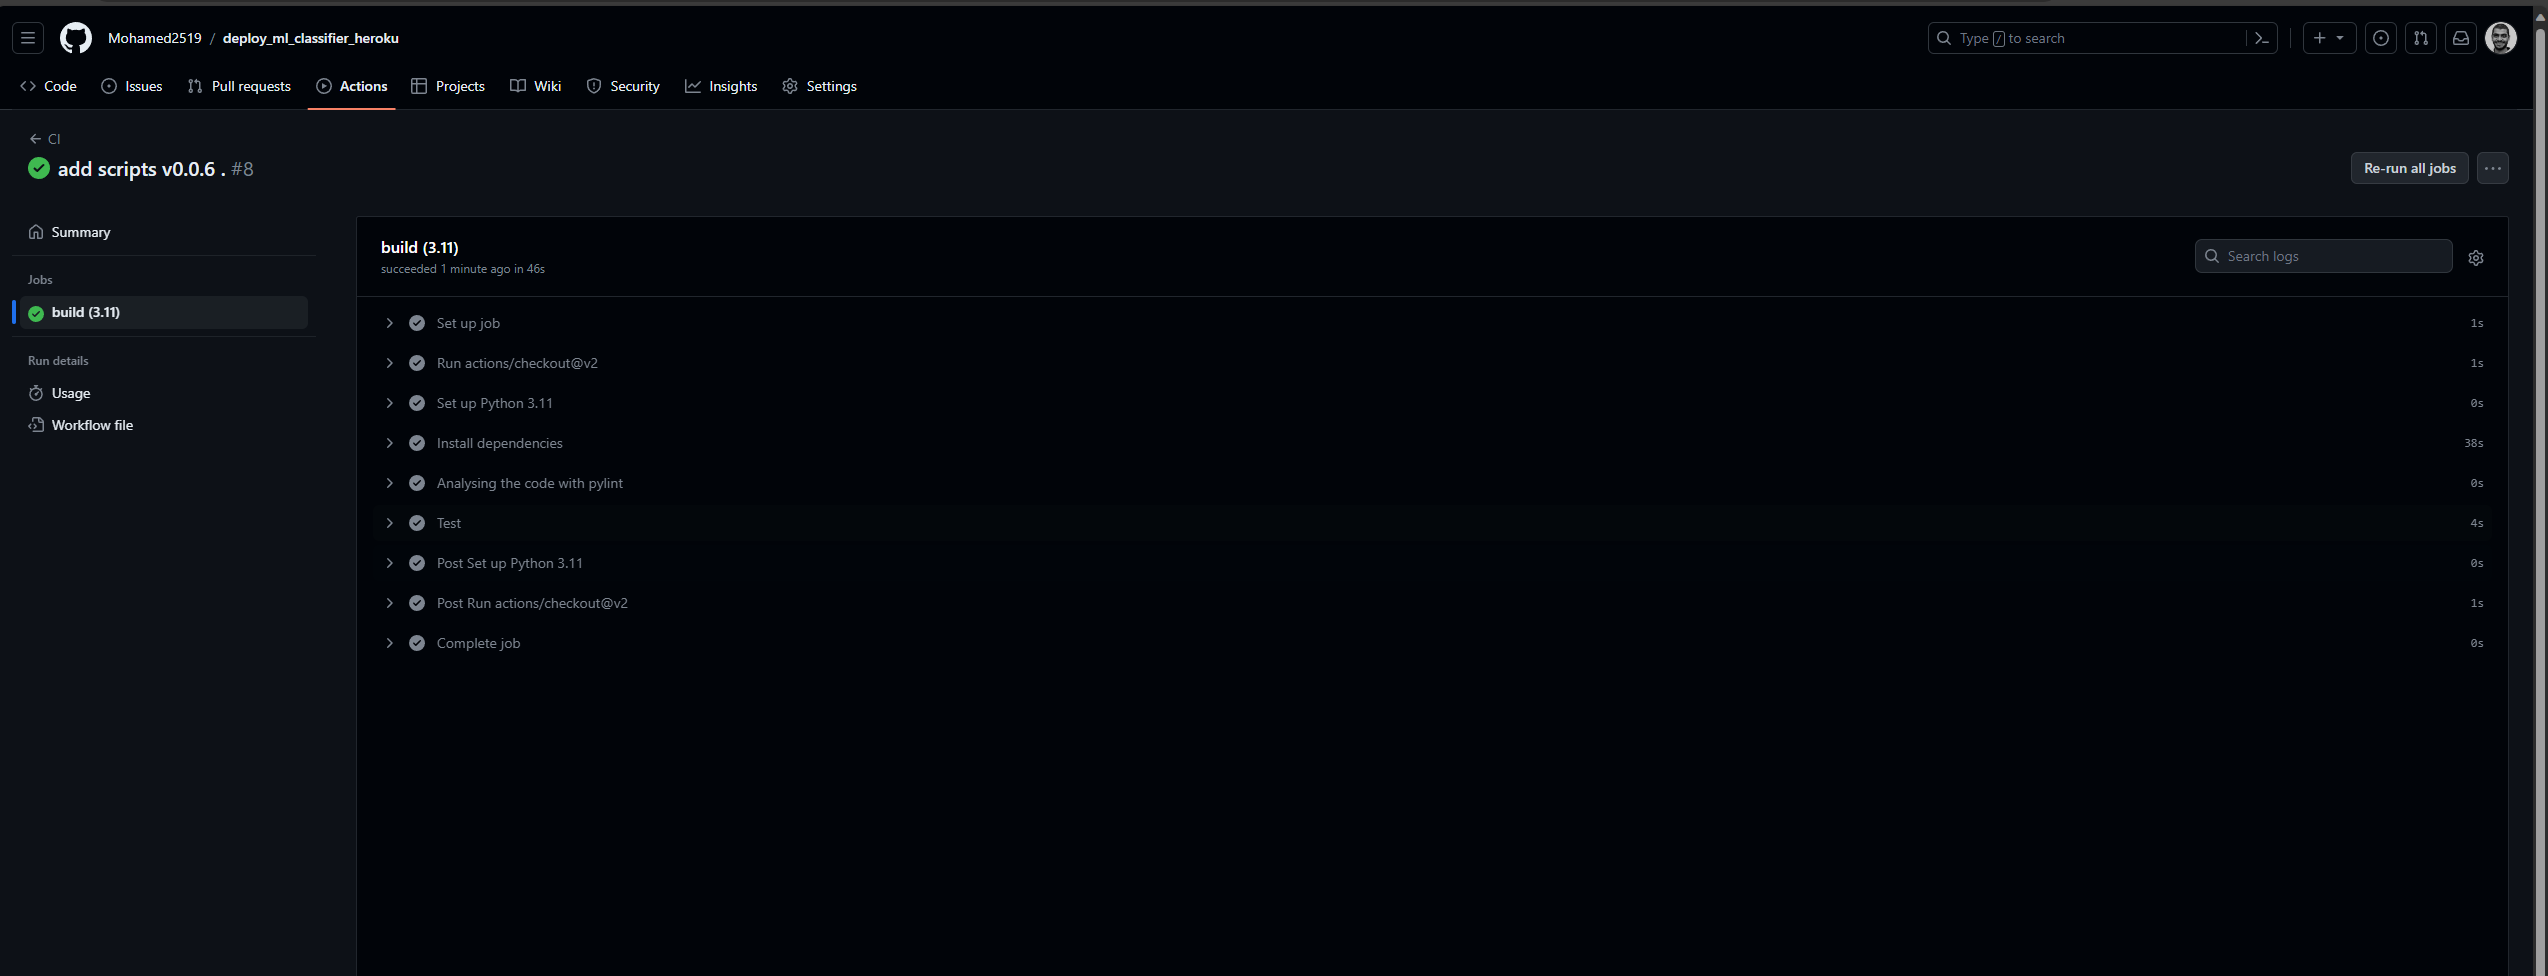 Mohamed2519 / deploy_ml_classifier_heroku
Type / to search
Code Issues Pull requests Actions Projects Wiki Security Insights Settings
CI
add scripts v0.0.6 . #8
Re-run all jobs
Summary
Jobs
build (3.11)
Run details
Usage
Workflow file
build (3.11)
succeeded 1 minute ago in 46s
Search logs
Set up job 1s
Run actions/checkout@v2 1s
Set up Python 3.11 0s
Install dependencies 38s
Analysing the code with pylint 0s
Test 4s
Post Set up Python 3.11 0s
Post Run actions/checkout@v2 1s
Complete job 0s